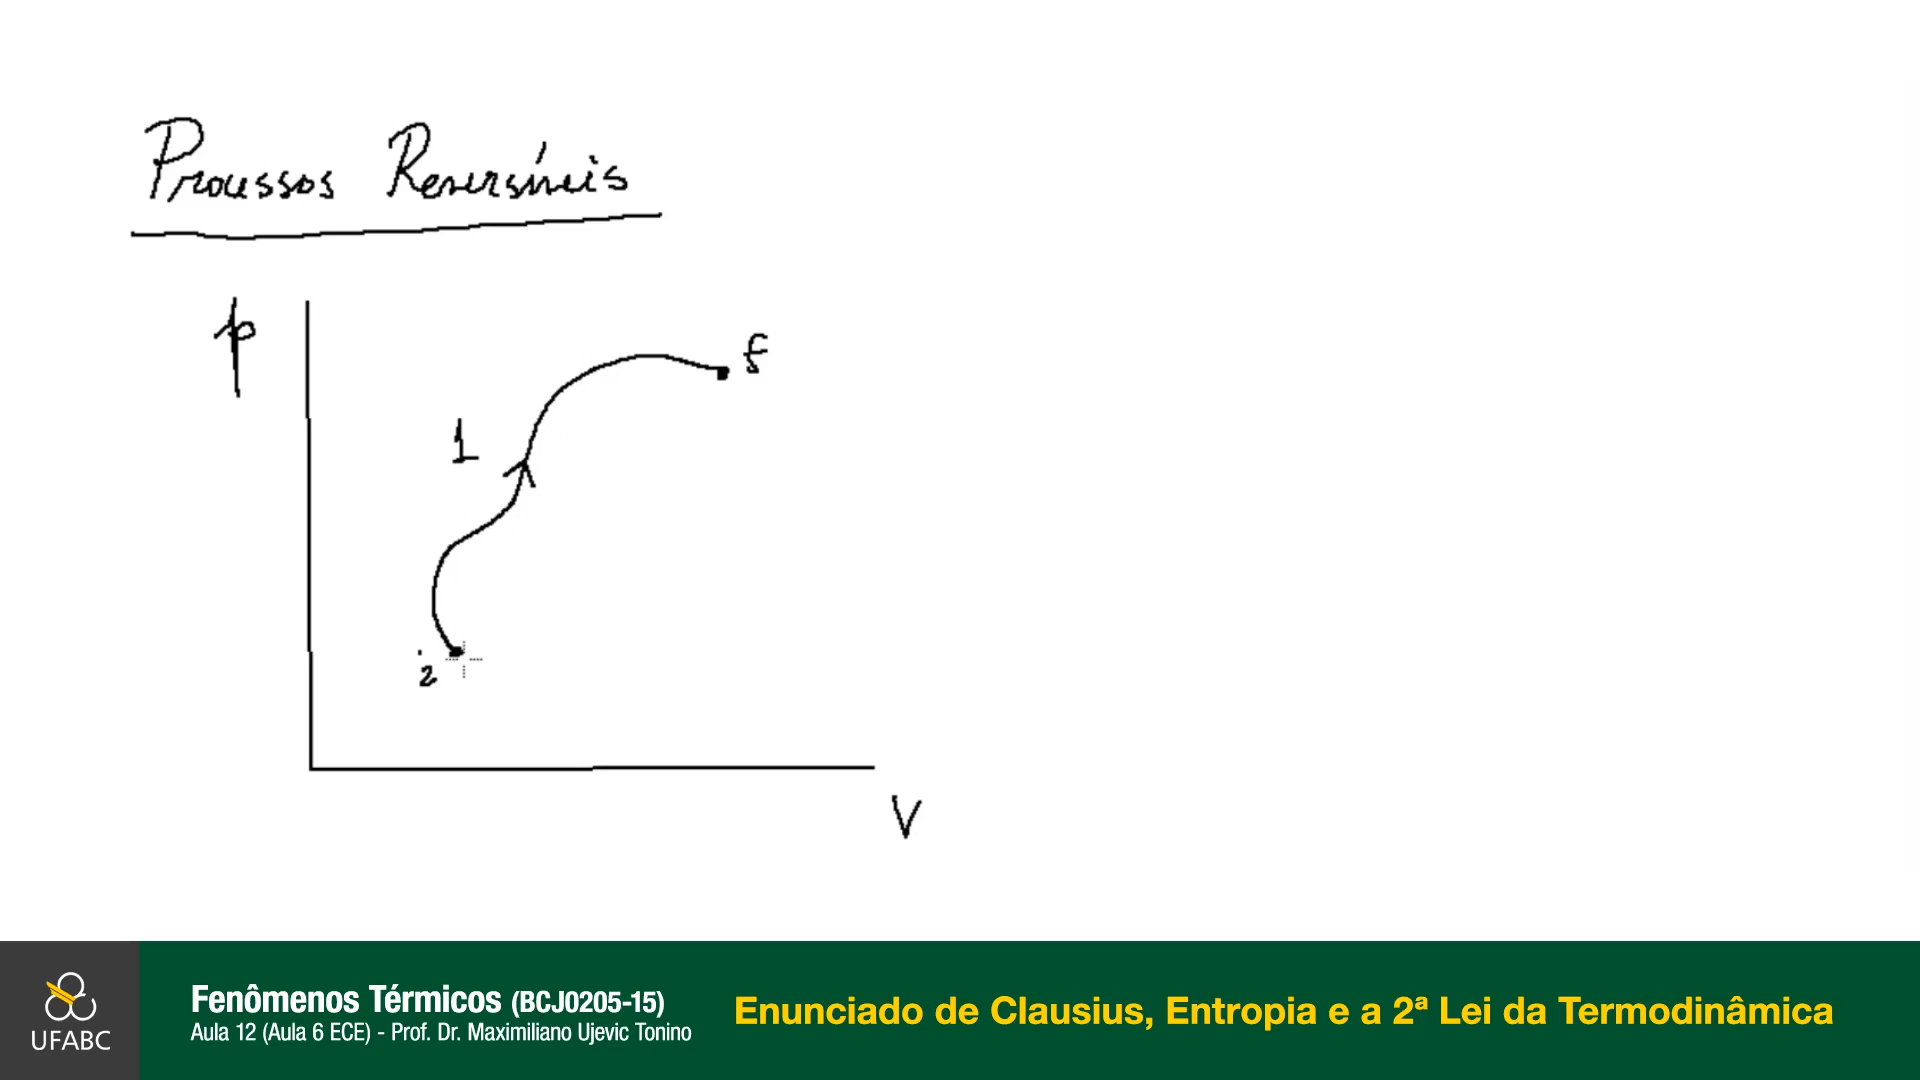 Processos Reversíveis
p
f
1
i
V
UFABC
Fenômenos Térmicos (BCJ0205-15)
Aula 12 (Aula 6 ECE) - Prof. Dr. Maximiliano Ujevic Tonino
Enunciado de Clausius, Entropia e a 2ª Lei da Termodinâmica